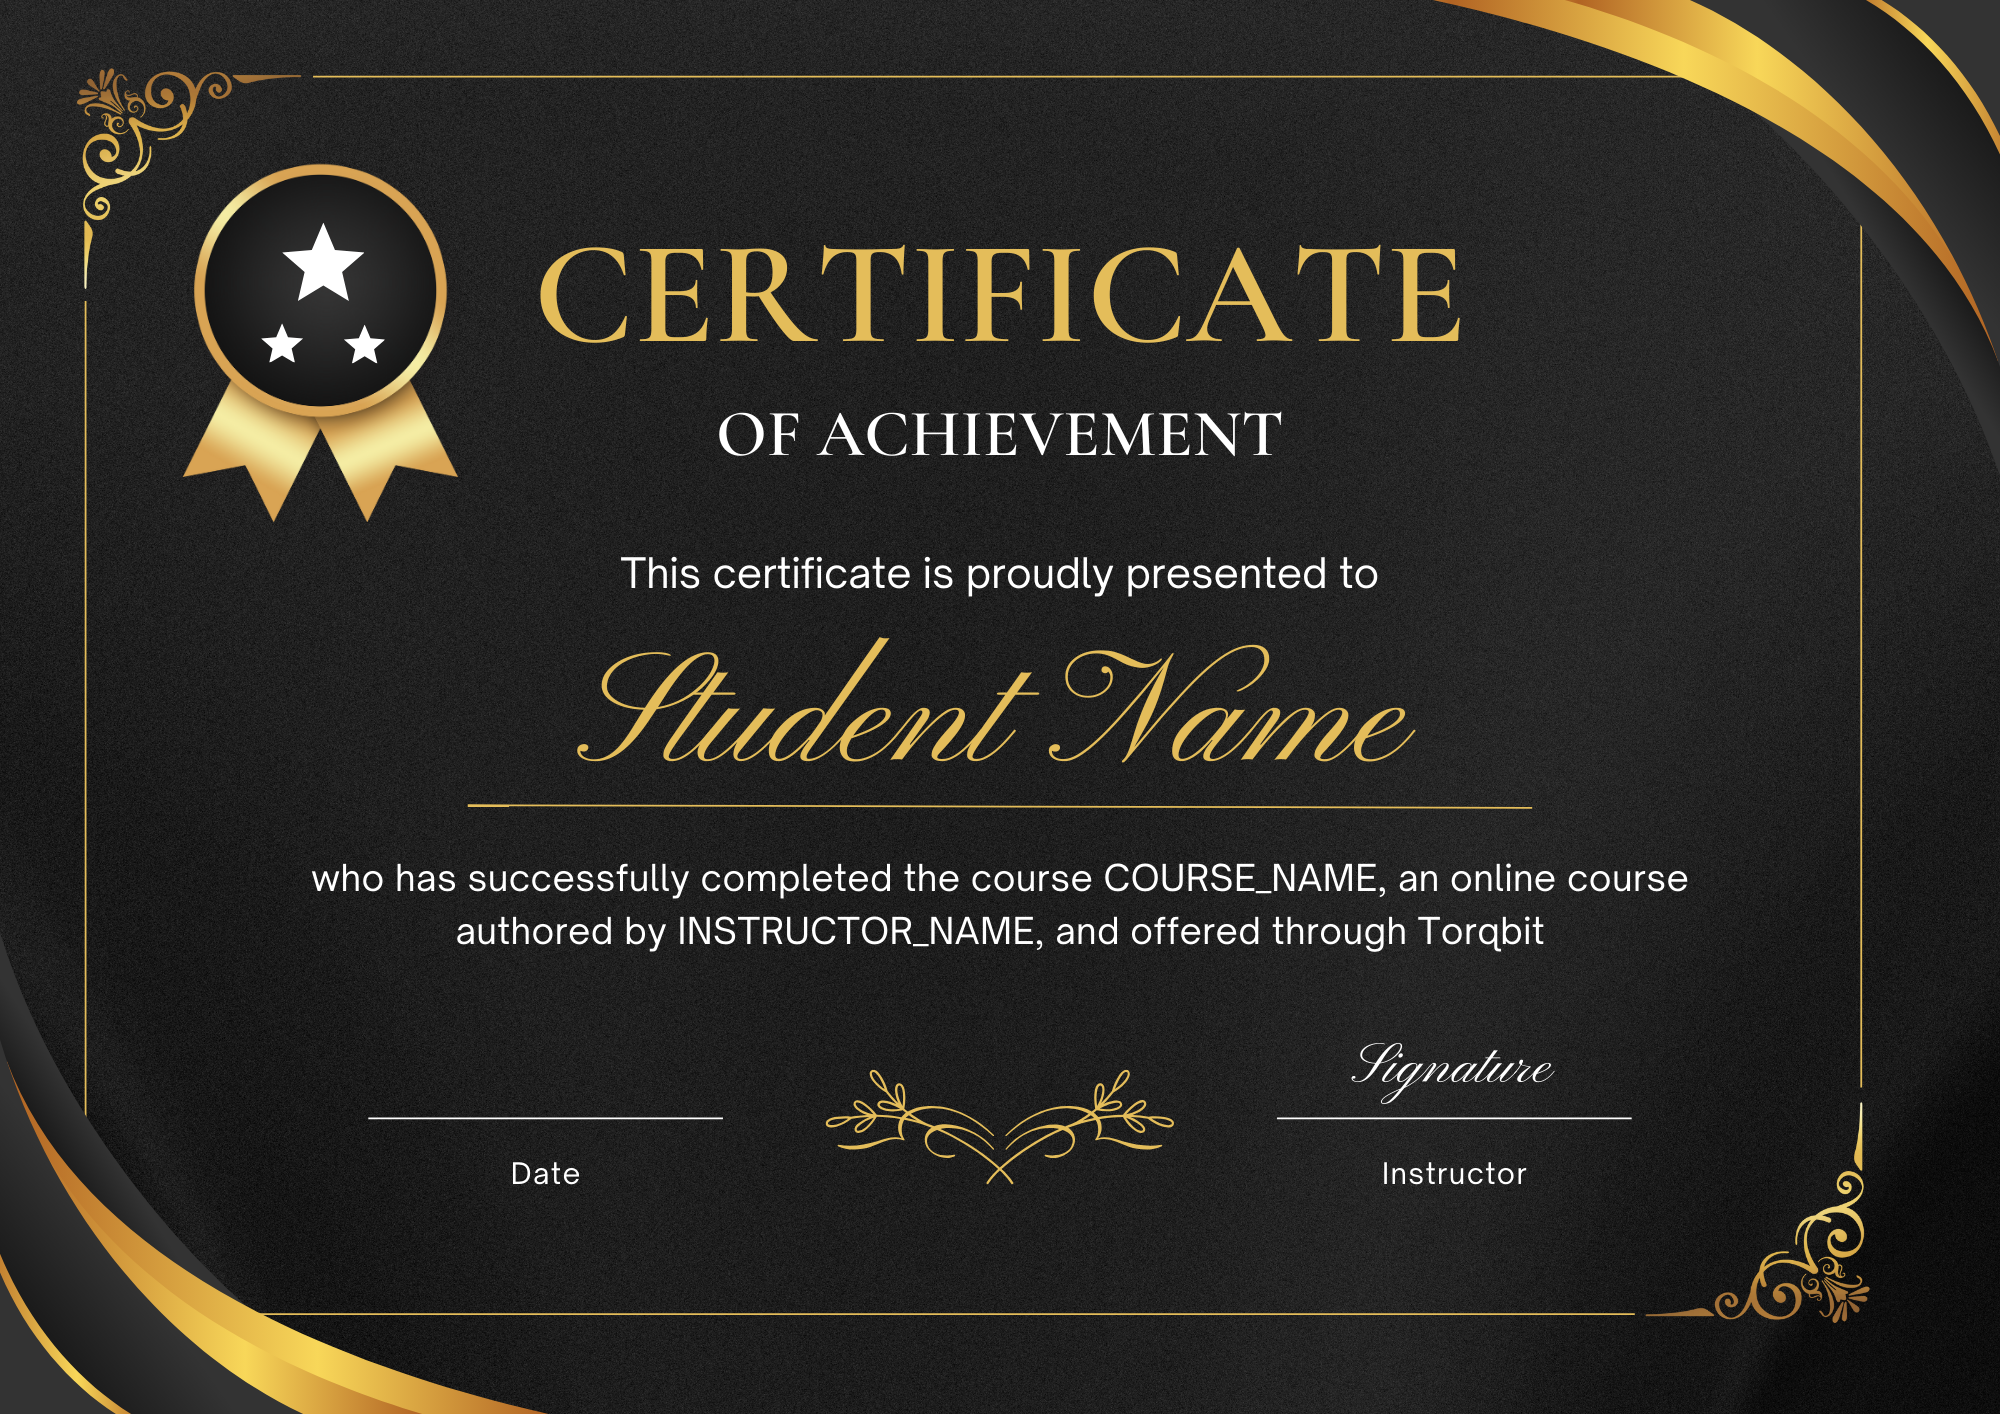 CERTIFICATE
OF ACHIEVEMENT
This certificate is proudly presented to
Student Name
who has successfully completed the course COURSE_NAME, an online course
authored by INSTRUCTOR_NAME, and offered through Torqbit
Signature
Date
Instructor